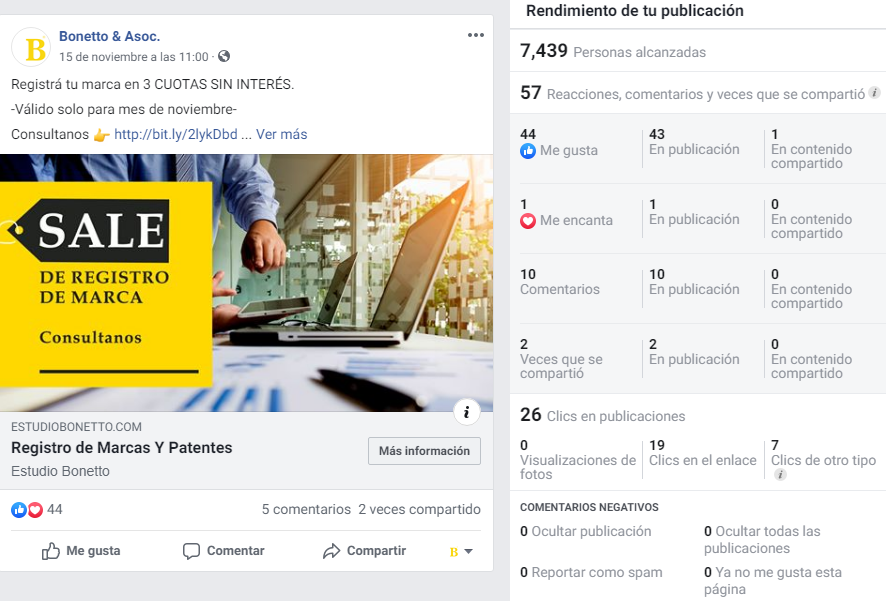 B
Bonetto & Asoc.
15 de noviembre a las 11:00 ·
Registrá tu marca en 3 CUOTAS SIN INTERÉS.
-Válido solo para mes de noviembre-
Consultanos 👉 http://bit.ly/2lykDbd ... Ver más
SALE
DE REGISTRO
DE MARCA
Consultanos
i
ESTUDIOBONETTO.COM
Registro de Marcas Y Patentes
Estudio Bonetto
Más información
44
5 comentarios 2 veces compartido
Me gusta
Comentar
Compartir
B
Rendimiento de tu publicación
7,439 Personas alcanzadas
57 Reacciones, comentarios y veces que se compartió i
44
Me gusta
43
En publicación
1
En contenido
compartido
1
Me encanta
1
En publicación
0
En contenido
compartido
10
Comentarios
10
En publicación
0
En contenido
compartido
2
Veces que se
compartió
2
En publicación
0
En contenido
compartido
26 Clics en publicaciones
0
Visualizaciones de
fotos
19
Clics en el enlace
7
Clics de otro tipo
i
COMENTARIOS NEGATIVOS
0 Ocultar publicación
0 Ocultar todas las
publicaciones
0 Reportar como spam
0 Ya no me gusta esta
página